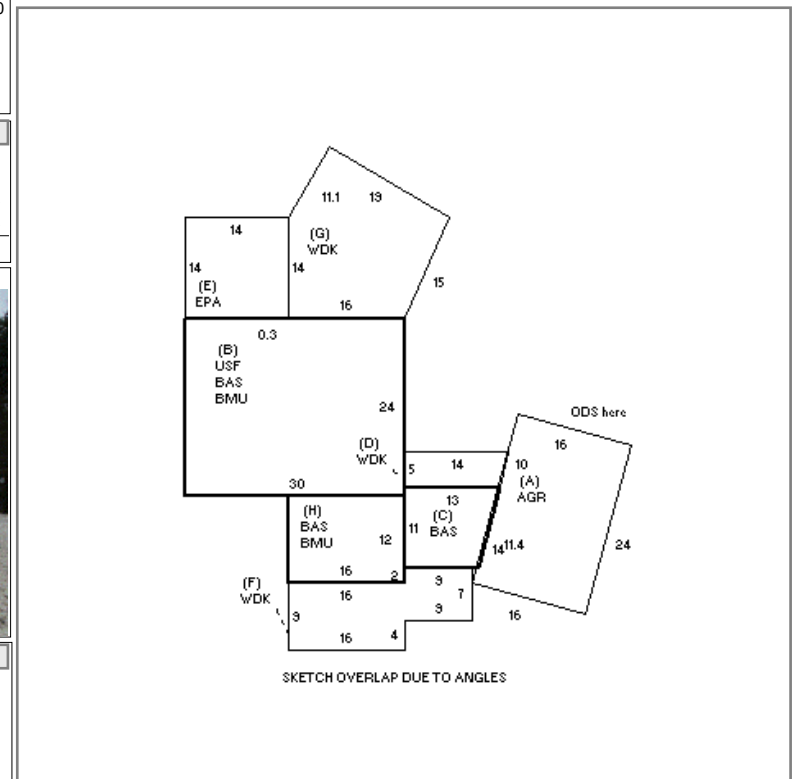 11.1 19
14
(G)
WDK
14
14
15
(E)
EPA
16
0.3
(B)
USF
BAS
BMU
24
ODS here
(D)
WDK
16
5 14
10
(A)
AGR
30
13
(H)
BAS
BMU
(C)
BAS
11
12
14 11.4
24
16
2
9
(F)
WDK
16
7
9
9
16
16
4
SKETCH OVERLAP DUE TO ANGLES